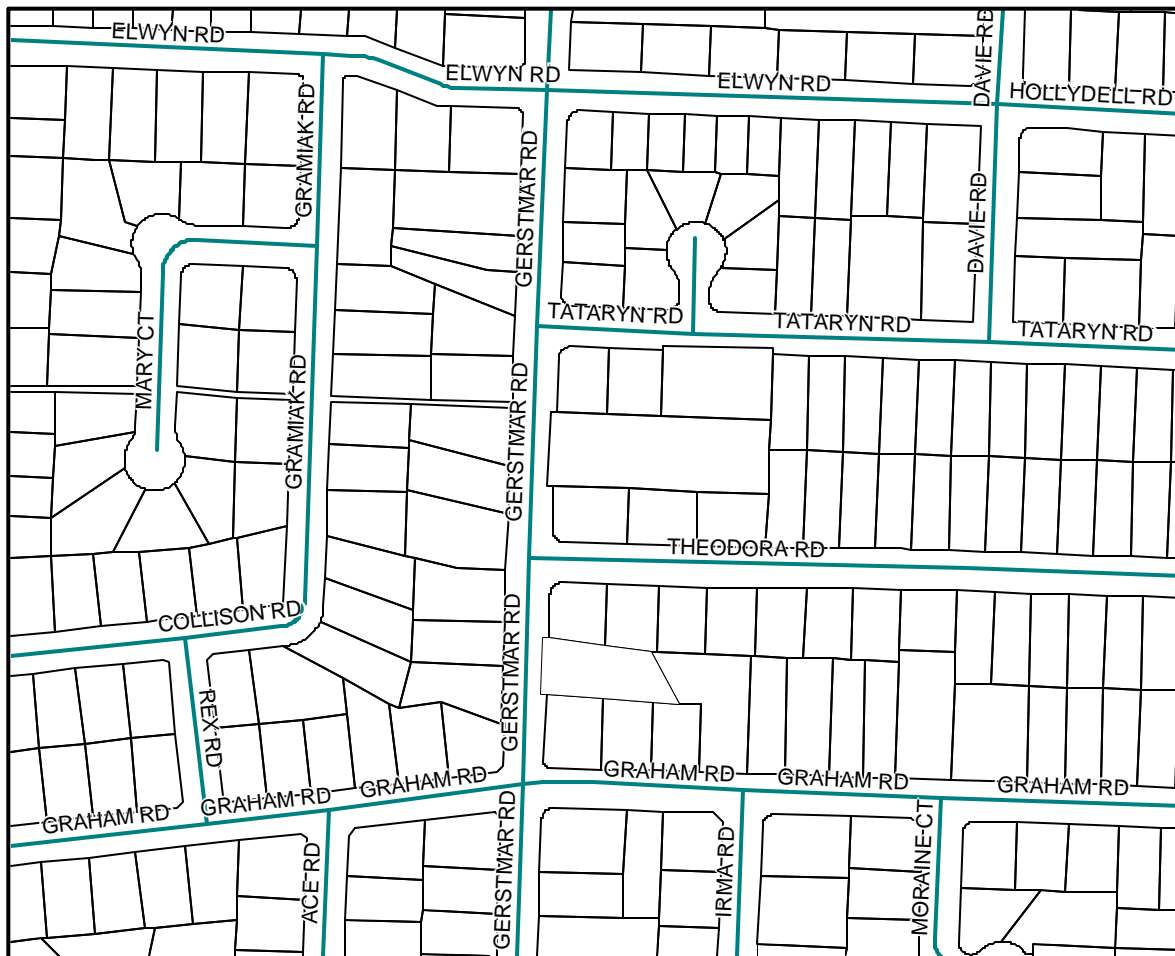 ELWYN RD
ELWYN RD
ELWYN RD
DAVIE RD
HOLLYDELL RD
GRAMIAK RD
GERSTMAR RD
DAVIE RD
TATARYN RD
TATARYN RD
TATARYN RD
MARY CT
GRAMIAK RD
GERSTMAR RD
THEODORA RD
COLLISON RD
GERSTMAR RD
REX RD
GRAHAM RD
GRAHAM RD
GRAHAM RD
GRAHAM RD
GRAHAM RD
GRAHAM RD
ACE RD
GERSTMAR RD
IRMA RD
MORAINE CT